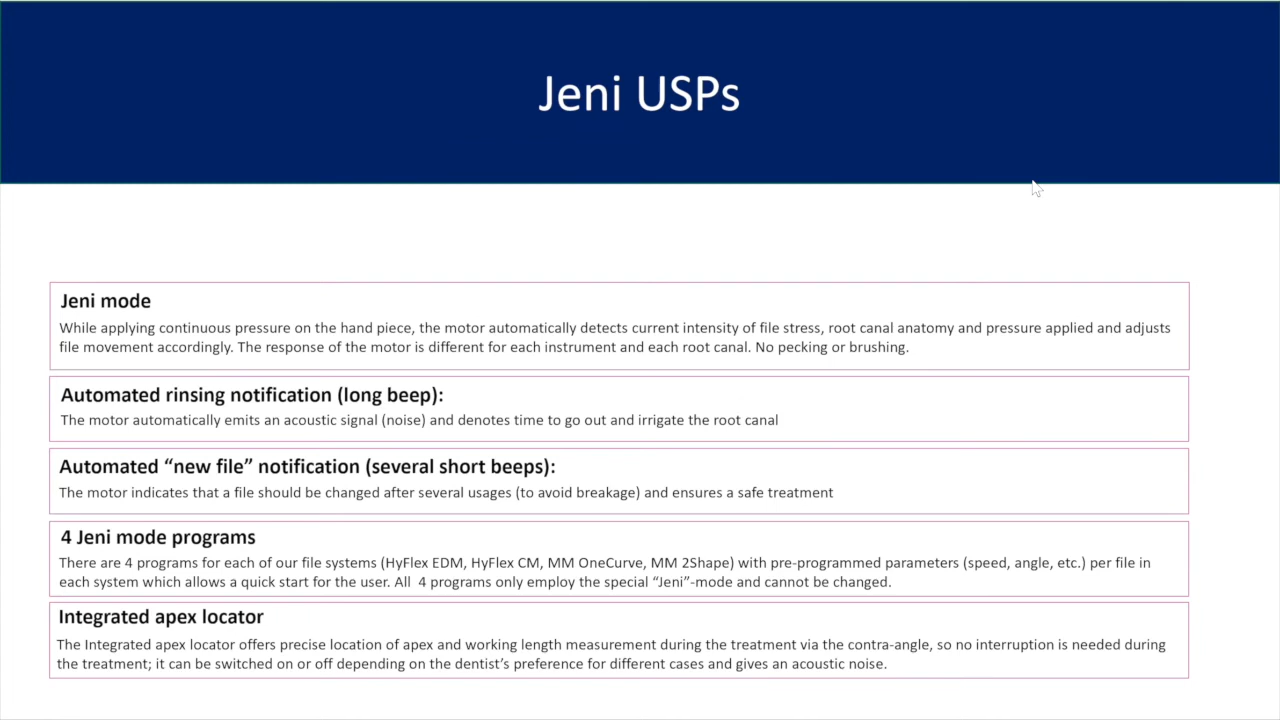 Jeni USPs
Jeni mode
While applying continuous pressure on the hand piece, the motor automatically detects current intensity of file stress, root canal anatomy and pressure applied and adjusts
file movement accordingly. The response of the motor is different for each instrument and each root canal. No pecking or brushing.
Automated rinsing notification (long beep):
The motor automatically emits an acoustic signal (noise) and denotes time to go out and irrigate the root canal
Automated “new file” notification (several short beeps):
The motor indicates that a file should be changed after several usages (to avoid breakage) and ensures a safe treatment
4 Jeni mode programs
There are 4 programs for each of our file systems (HyFlex EDM, HyFlex CM, MM OneCurve, MM 2Shape) with pre-programmed parameters (speed, angle, etc.) per file in
each system which allows a quick start for the user. All  4 programs only employ the special “Jeni”-mode and cannot be changed.
Integrated apex locator
The Integrated apex locator offers precise location of apex and working length measurement during the treatment via the contra-angle, so no interruption is needed during
the treatment; it can be switched on or off depending on the dentist’s preference for different cases and gives an acoustic noise.